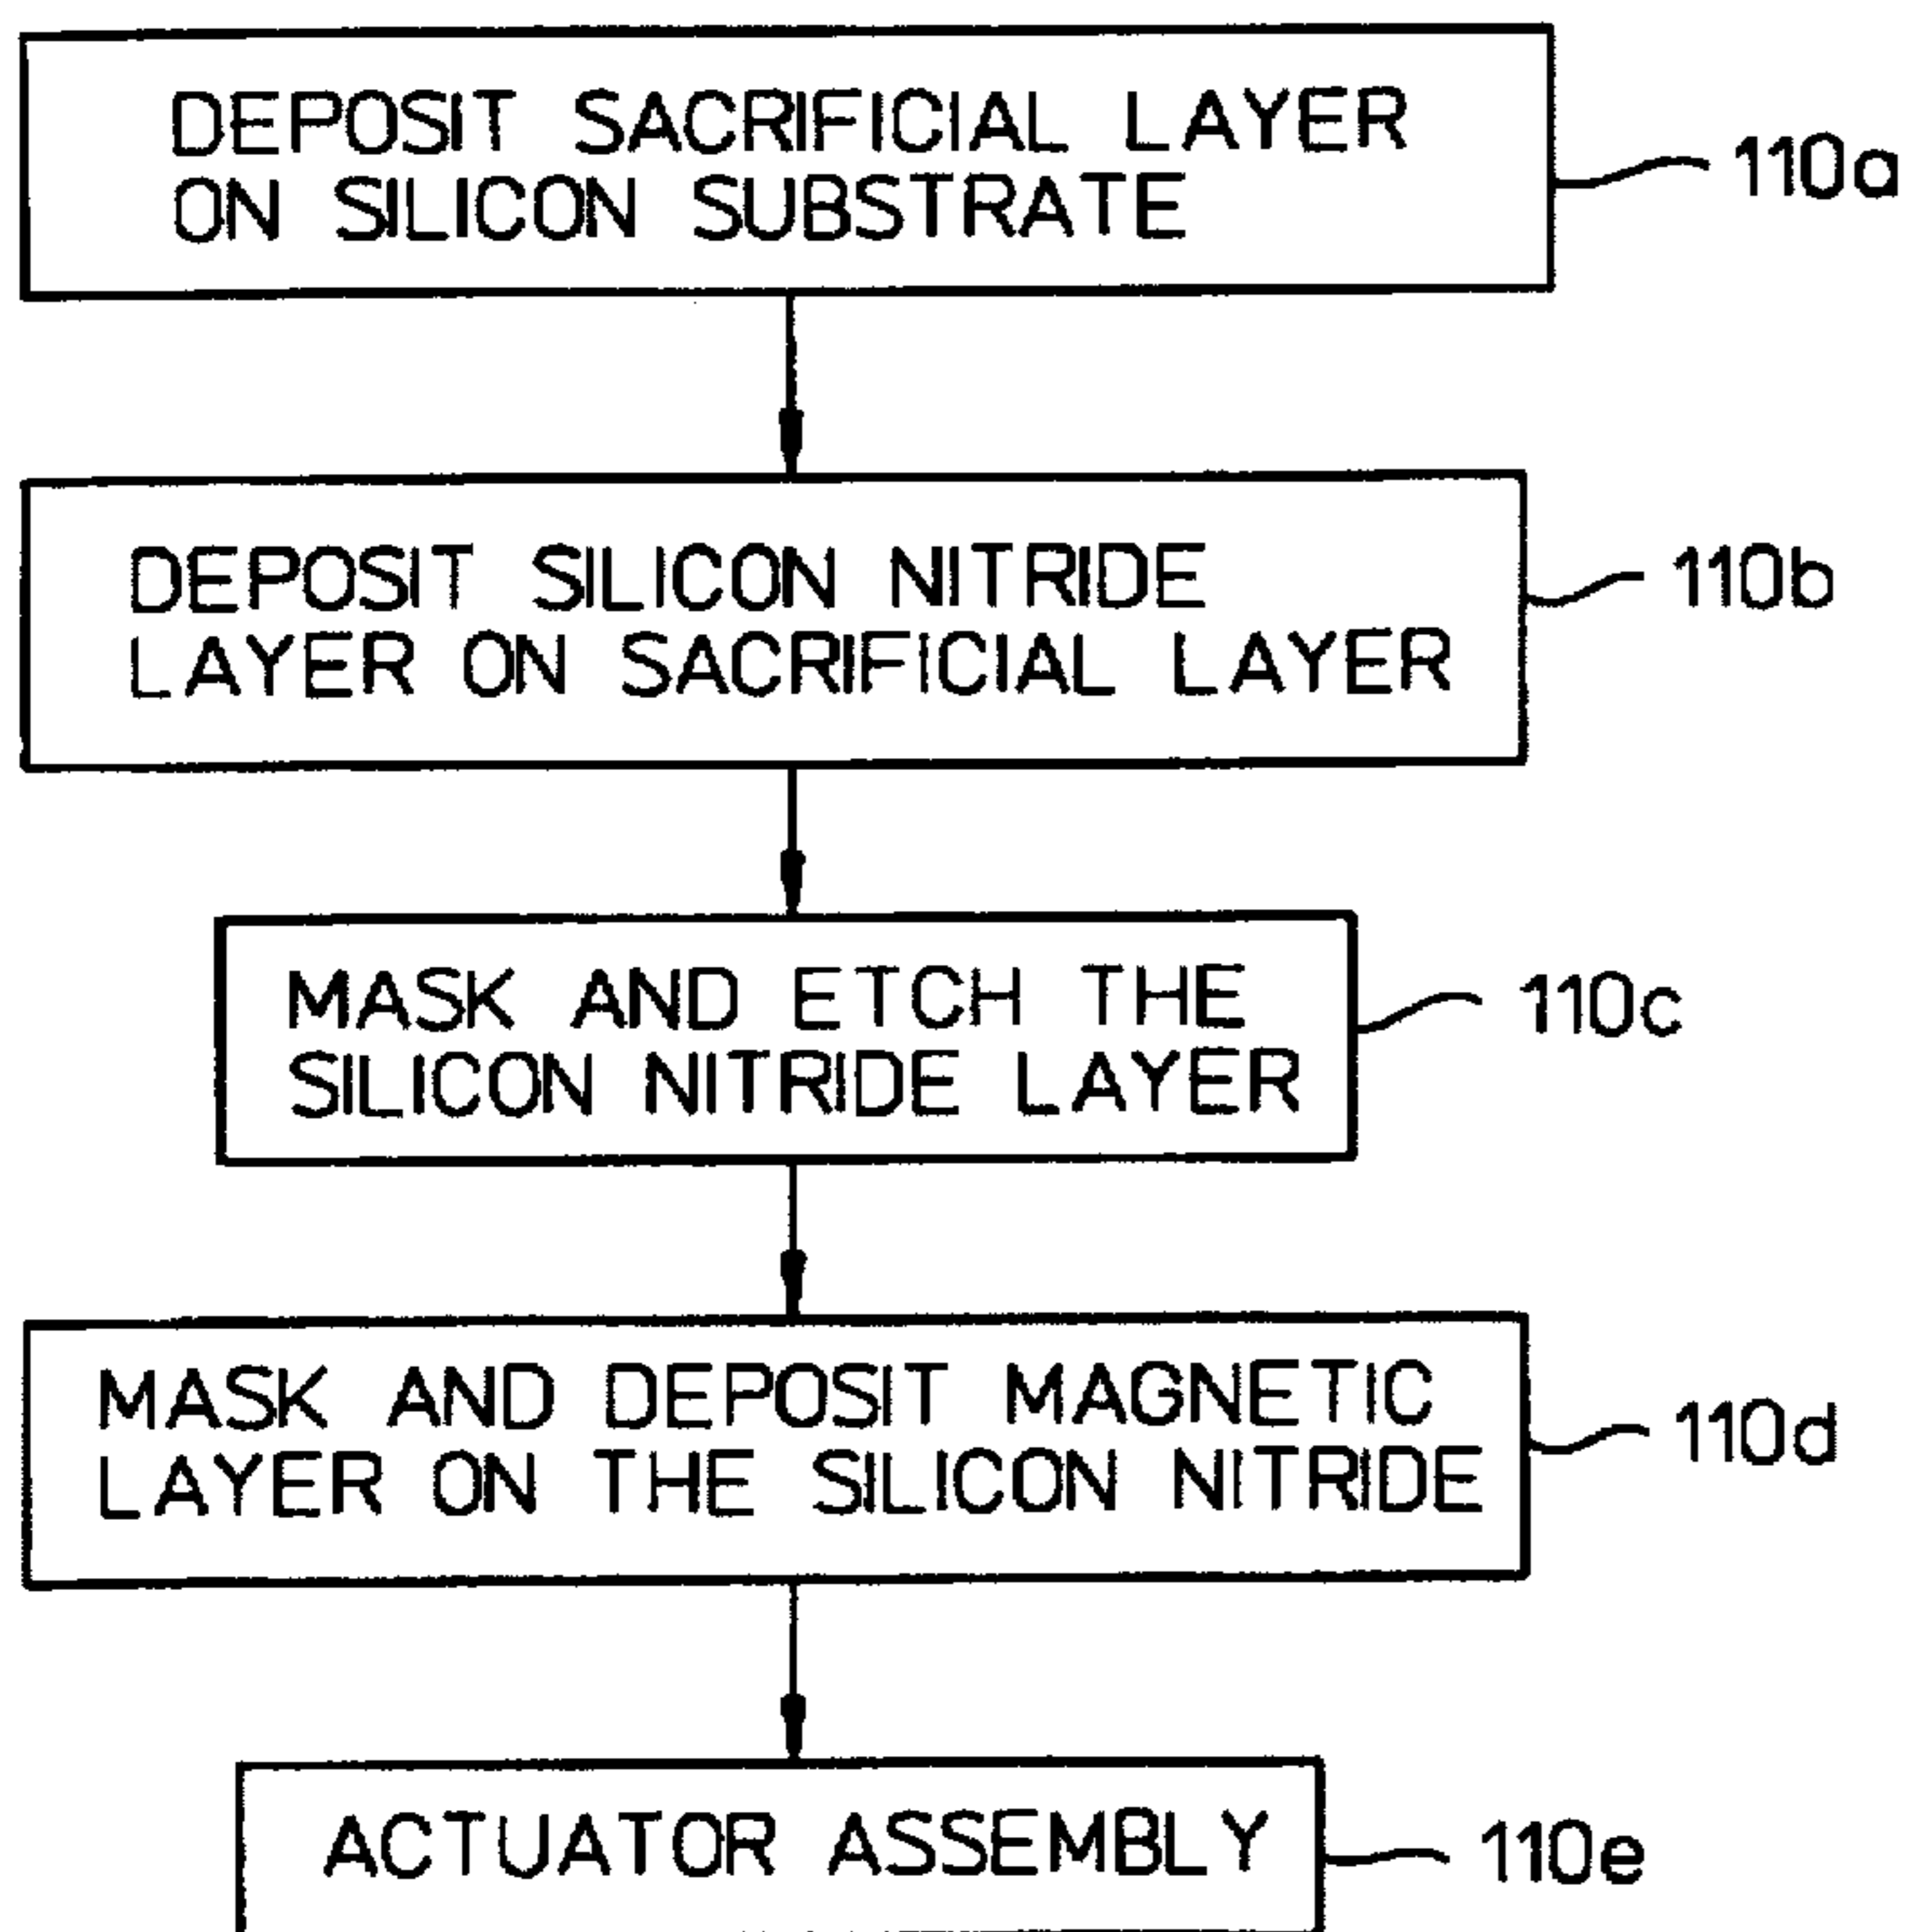 DEPOSIT SACRIFICIAL LAYER
ON SILICON SUBSTRATE
110a
DEPOSIT SILICON NITRIDE
LAYER ON SACRIFICIAL LAYER
110b
MASK AND ETCH THE
SILICON NITRIDE LAYER
110c
MASK AND DEPOSIT MAGNETIC
LAYER ON THE SILICON NITRIDE
110d
ACTUATOR ASSEMBLY
110e